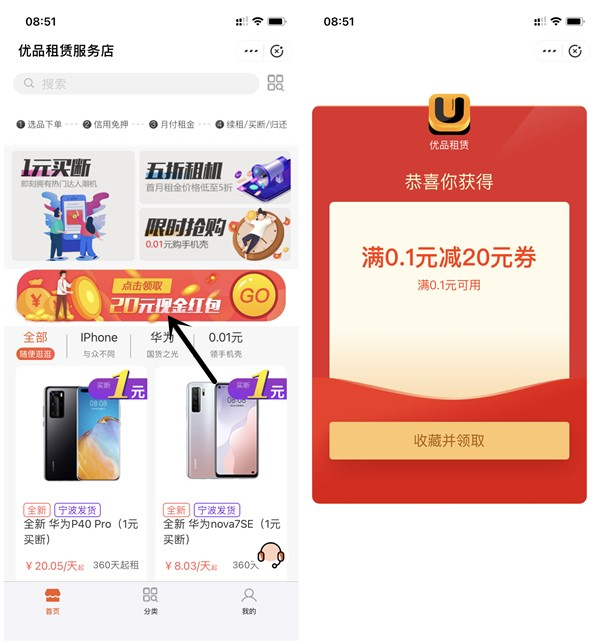 08:51
优品租赁服务店
搜索
1 选品下单 --- 2 信用免押 --- 3 月付租金 --- 4 续租/买断/归还
1元买断
即刻拥有热门达人潮机
五折租机
首月租金价格低至5折
限时抢购
0.01元购手机壳
点击领取
20元现金红包
GO
全部 IPhone 华为 0.01元
随便逛逛 与众不同 国货之光 领手机壳
买断 1元
买断 1元
08:08
全新 宁波发货
全新 华为P40 Pro（1元
买断）
¥20.05/天起 360天起租
全新 宁波发货
全新 华为nova7SE（1元
买断）
¥8.03/天起 360天
首页 分类 我的
08:51
U
优品租赁
恭喜你获得
满0.1元减20元券
满0.1元可用
收藏并领取